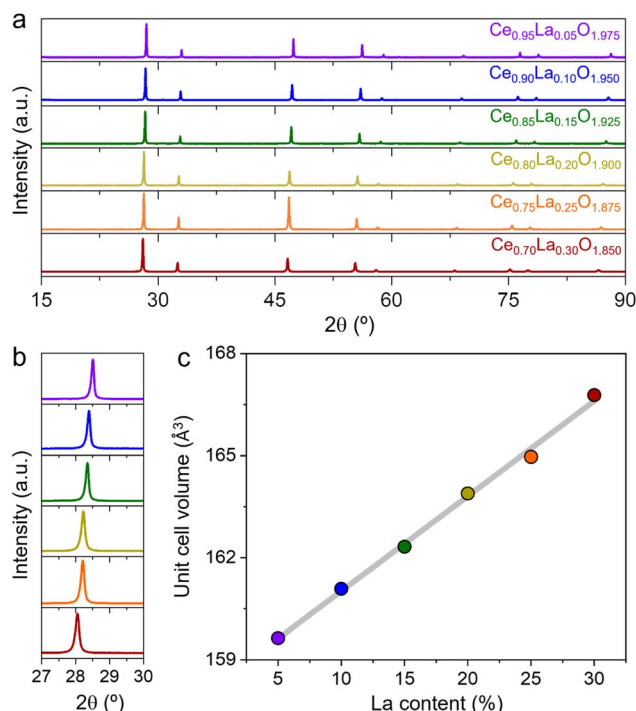 a
Ce₀.₉₅La₀.₀₅O₁.₉₇₅
Ce₀.₉₀La₀.₁₀O₁.₉₅₀
Ce₀.₈₅La₀.₁₅O₁.₉₂₅
Ce₀.₈₀La₀.₂₀O₁.₉₀₀
Ce₀.₇₅La₀.₂₅O₁.₈₇₅
Ce₀.₇₀La₀.₃₀O₁.₈₅₀
Intensity (a.u.)
15 30 45 60 75 90
2θ (º)
b
Intensity (a.u.)
27 28 29 30
2θ (º)
c
Unit cell volume (Å³)
168
165
162
159
5 10 15 20 25 30
La content (%)